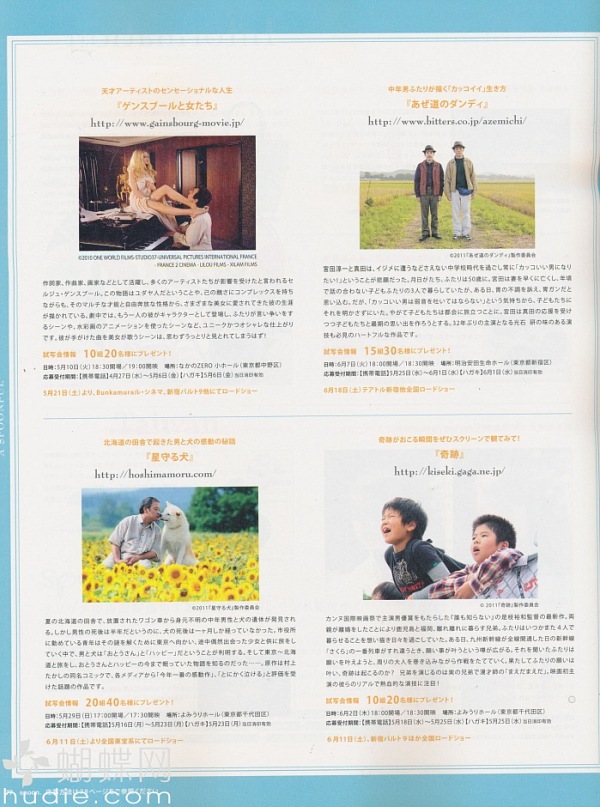 天才アーティストのセンセーショナルな人生
『ゲンスブールと女たち』
http://www.gainsbourg-movie.jp/
©2010 ONE WORLD FILMS-STUDIO37-UNIVERSAL PICTURES INTERNATIONAL FRANCE
- FRANCE 2 CINEMA - LILOU FILMS - XILAM FILMS.
作詞家、作曲家、画家などとして活躍し、多くのアーティストたちが影響を受けたと言われるセ
ルジュ・ゲンスブール。この物語はユダヤ人だということや、己の醜さにコンプレックスを持ち
ながらも、そのマルチな才能と自由奔放な性格から、さまざまな美女に愛されてきた彼の生涯
が描かれている。劇中では、もう一人の彼がキャラクターとして登場し、ふたりが言い争いをす
るシーンや、水彩画のアニメーションを使ったシーンなど、ユニークかつオシャレな仕上がり
です。彼が手がけた曲を美女が歌うシーンは、思わずうっとりと見とれてしまうはず!
試写会情報 10組20名様にプレゼント!
日時:5月10日(火)18:30開場/19:00開映 場所:なかのZERO 小ホール(東京都中野区)
応募受付期間:【携帯電話】4月27日(水)〜5月6日(金)【ハガキ】5月6日(金)当日消印有効
5月21日(土)より、Bunkamuraル・シネマ、新宿バルト9他にてロードショー
中年男ふたりが描く「カッコイイ」生き方
『あぜ道のダンディ』
http://www.bitters.co.jp/azemichi/
©2011『あぜ道のダンディ』製作委員会
宮田淳一と真田は、イジメに遭うなどさえない中学校時代を過ごし常に「カッコいい男になり
たい!」ということが悲願だった。月日がたち、ふたりは50歳に。宮田は妻を早くに亡くし、年頃
で話の合わない子どもふたりの3人で暮らしていたが、ある日、胃の不調を訴え、胃ガンだと
思い込む。だが、「カッコいい男は弱音を吐いてはならない」という気持ちから、子どもたちに
それを明かさずにいた。やがて子どもたちは都会に旅立つことに。宮田は真田の応援を受け
つつ子どもたちと最期の思い出を作ろうとする。32年ぶりの主演となる光石 研の味のある演
技も必見のハートフルな作品です。
試写会情報 15組30名様にプレゼント!
日時:6月7日(火)18:00開場/18:30開映 場所:明治安田生命ホール(東京都新宿区)
応募受付期間:【携帯電話】5月25日(水)〜6月1日(水)【ハガキ】6月1日(水)当日消印有効
6月18日(土)テアトル新宿他全国ロードショー
A SPOONFUL
北海道の田舎で起きた男と犬の感動の秘話
『星守る犬』
http://hoshimamoru.com/
©2011『星守る犬』製作委員会
夏の北海道の田舎で、放置されたワゴン車から身元不明の中年男性と犬の遺体が発見され
る。しかし男性の死後は半年だというのに、犬の死後は一ヶ月しか経っていなかった。市役所
に勤めている青年はその謎を解くために東京へ向かい、途中偶然出会った少女と供に旅をし
ていく中で、男と犬は「おとうさん」と「ハッピー」だということが判明する。そして東京〜北海
道と旅をし、おとうさんとハッピーの今まで眠っていた物語を知るのだった……。原作は村上
たかしの同名コミックで、各メディアから「今年一番の感動作」、「とにかく泣ける」と評価を受
けた話題の作品です。
試写会情報 20組40名様にプレゼント!
日時:5月29日(日)17:00開場/17:30開映 場所:よみうりホール(東京都千代田区)
応募受付期間:【携帯電話】5月16日(月)〜5月23日(月)【ハガキ】5月23日(月)当日消印有効
6月11日(土)より全国東宝系にてロードショー
奇跡がおこる瞬間をぜひスクリーンで観てみて!
『奇跡』
http://kiseki.gaga.ne.jp/
©2011『奇跡』製作委員会
カンヌ国際映画祭で主演男優賞をもたらした『誰も知らない』の是枝裕和監督の最新作。両
親が離婚をしたことにより鹿児島と福岡、離れ離れに暮らす兄弟。ふたりはいつかまた4人で
暮らせることを思い描き日々を過ごしていた。ある日、九州新幹線が全線開通した日の新幹線
「さくら」の一番列車がすれ違うとき、願い事が叶うという噂が広がる。それを聞いたふたりは
願いを叶えようと、周りの大人を巻き込みながら作戦をたてていく。果たしてふたりの願いは
叶い、奇跡は起こるのか? 兄弟を演じるのは実の兄弟で漫才師の「まえだまえだ」。映画初主
演の彼らのリアルで熱血的な演技に注目!
試写会情報 10組20名様にプレゼント!
日時:6月2日(木)18:00開場/18:30開映 場所:よみうりホール(東京都千代田区)
応募受付期間:【携帯電話】5月18日(水)〜5月25日(水)【ハガキ】5月25日(水)当日消印有効
6月11日(土)、新宿バルト9ほか全国ロードショー
蝴蝶网
hudie.com